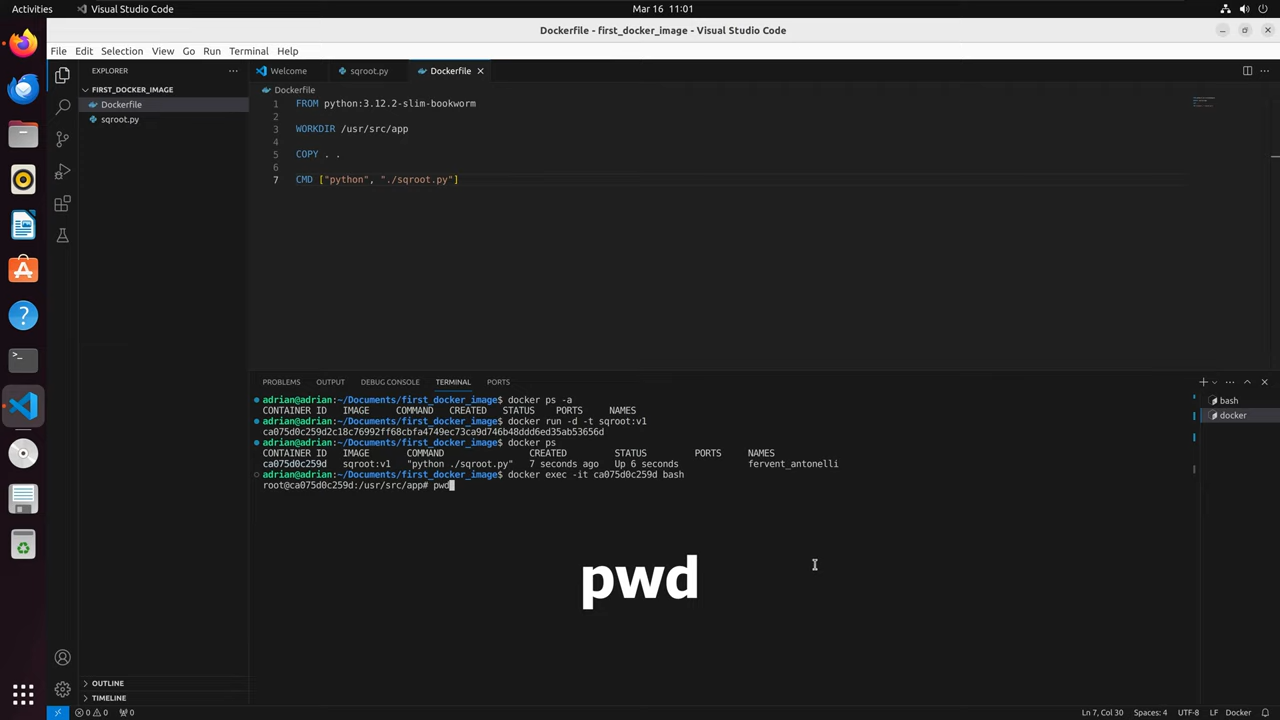 Activities
Visual Studio Code
Mar 16 11:01
Dockerfile - first_docker_image - Visual Studio Code
File Edit Selection View Go Run Terminal Help
EXPLORER
FIRST_DOCKER_IMAGE
Dockerfile
sqroot.py
OUTLINE
TIMELINE
Welcome sqroot.py Dockerfile
Dockerfile
1 FROM python:3.12.2-slim-bookworm
2
3 WORKDIR /usr/src/app
4
5 COPY . .
6
7 CMD ["python", "./sqroot.py"]
PROBLEMS OUTPUT DEBUG CONSOLE TERMINAL PORTS
adrian@adrian:~/Documents/first_docker_image$ docker ps -a
CONTAINER ID IMAGE COMMAND CREATED STATUS PORTS NAMES
adrian@adrian:~/Documents/first_docker_image$ docker run -d -t sqroot:v1
ca075d0c259d2c18c76992ff68cbfa4749ec73ca9d746b48ddd6ed35ab53656d
adrian@adrian:~/Documents/first_docker_image$ docker ps
CONTAINER ID IMAGE COMMAND CREATED STATUS PORTS NAMES
ca075d0c259d sqroot:v1 "python ./sqroot.py" 7 seconds ago Up 6 seconds fervent_antonelli
adrian@adrian:~/Documents/first_docker_image$ docker exec -it ca075d0c259d bash
root@ca075d0c259d:/usr/src/app# pwd
bash
docker
pwd
0 0 0
Ln 7, Col 30 Spaces: 4 UTF-8 LF Docker